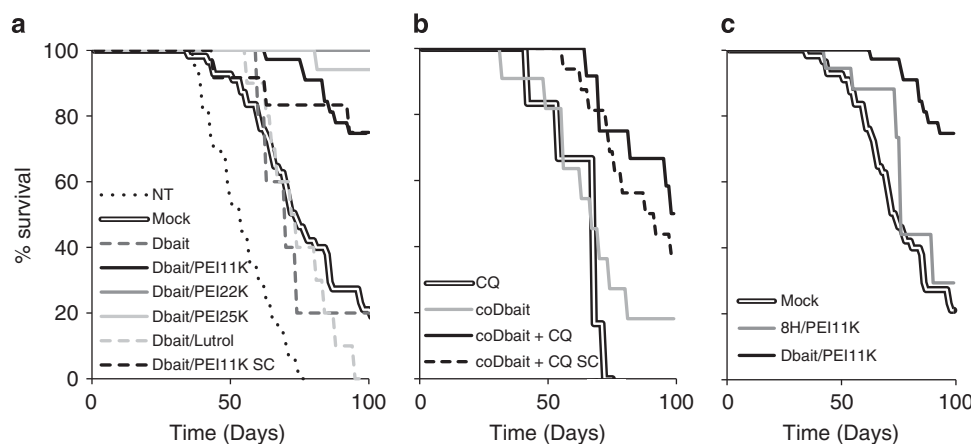 a
b
c
% survival
100
80
60
40
20
0
NT
Mock
Dbait
Dbait/PEI11K
Dbait/PEI22K
Dbait/PEI25K
Dbait/Lutrol
Dbait/PEI11K SC
0
50
100
Time (Days)
CQ
coDbait
coDbait + CQ
coDbait + CQ SC
0
50
100
Time (Days)
Mock
8H/PEI11K
Dbait/PEI11K
0
50
100
Time (Days)